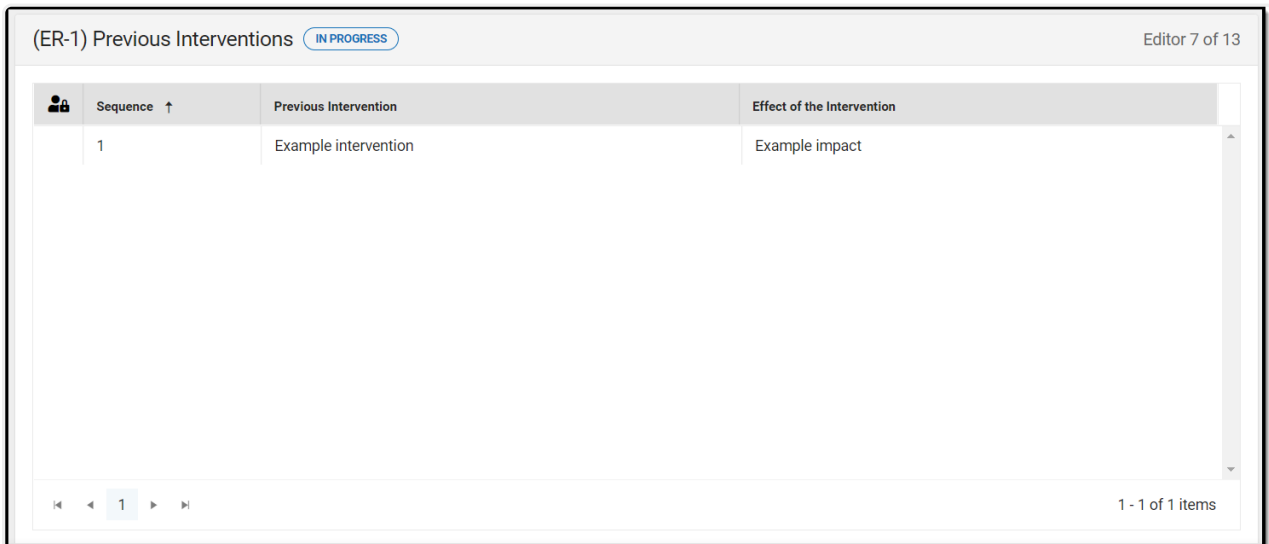 (ER-1) Previous Interventions IN PROGRESS Editor 7 of 13
Sequence ↑ Previous Intervention Effect of the Intervention
1 Example intervention Example impact
1 1 - 1 of 1 items